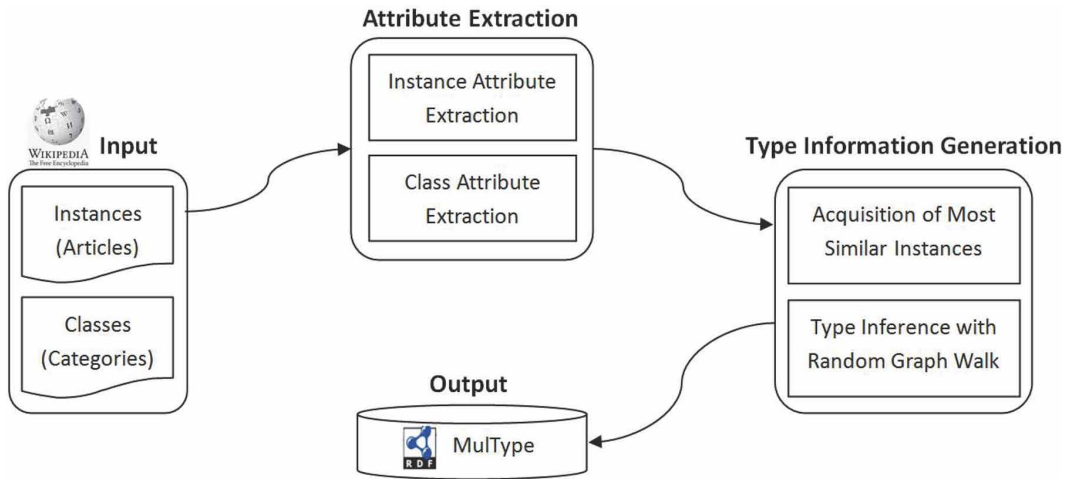 Attribute Extraction
Instance Attribute
Extraction
Class Attribute
Extraction
WIKIPEDIA
The Free Encyclopedia
Input
Instances
(Articles)
Classes
(Categories)
Type Information Generation
Acquisition of Most
Similar Instances
Type Inference with
Random Graph Walk
Output
RDF
MulType